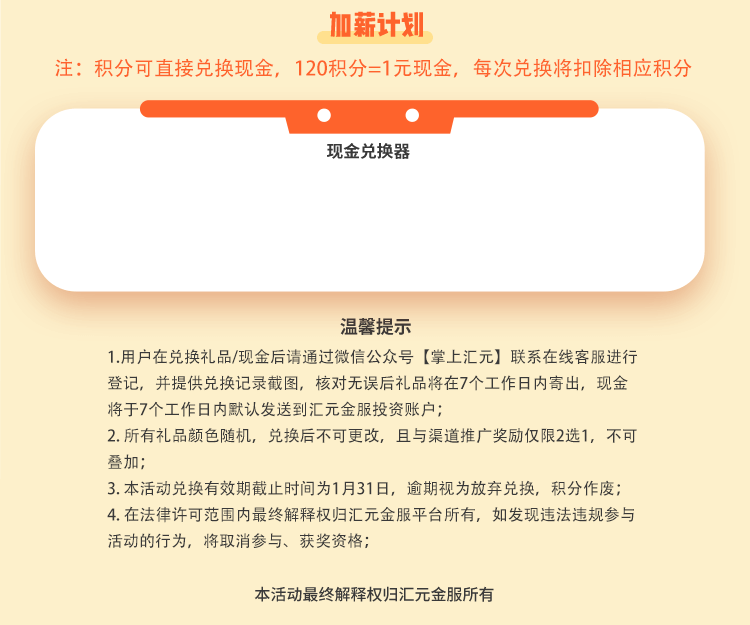 加薪计划
注：积分可直接兑换现金，120积分=1元现金，每次兑换将扣除相应积分
现金兑换器
温馨提示
1.用户在兑换礼品/现金后请通过微信公众号【掌上汇元】联系在线客服进行
登记，并提供兑换记录截图，核对无误后礼品将在7个工作日内寄出，现金
将于7个工作日内默认发送到汇元金服投资账户；
2. 所有礼品颜色随机，兑换后不可更改，且与渠道推广奖励仅限2选1，不可
叠加；
3. 本活动兑换有效期截止时间为1月31日，逾期视为放弃兑换，积分作废；
4. 在法律许可范围内最终解释权归汇元金服平台所有，如发现违法违规参与
活动的行为，将取消参与、获奖资格；
本活动最终解释权归汇元金服所有